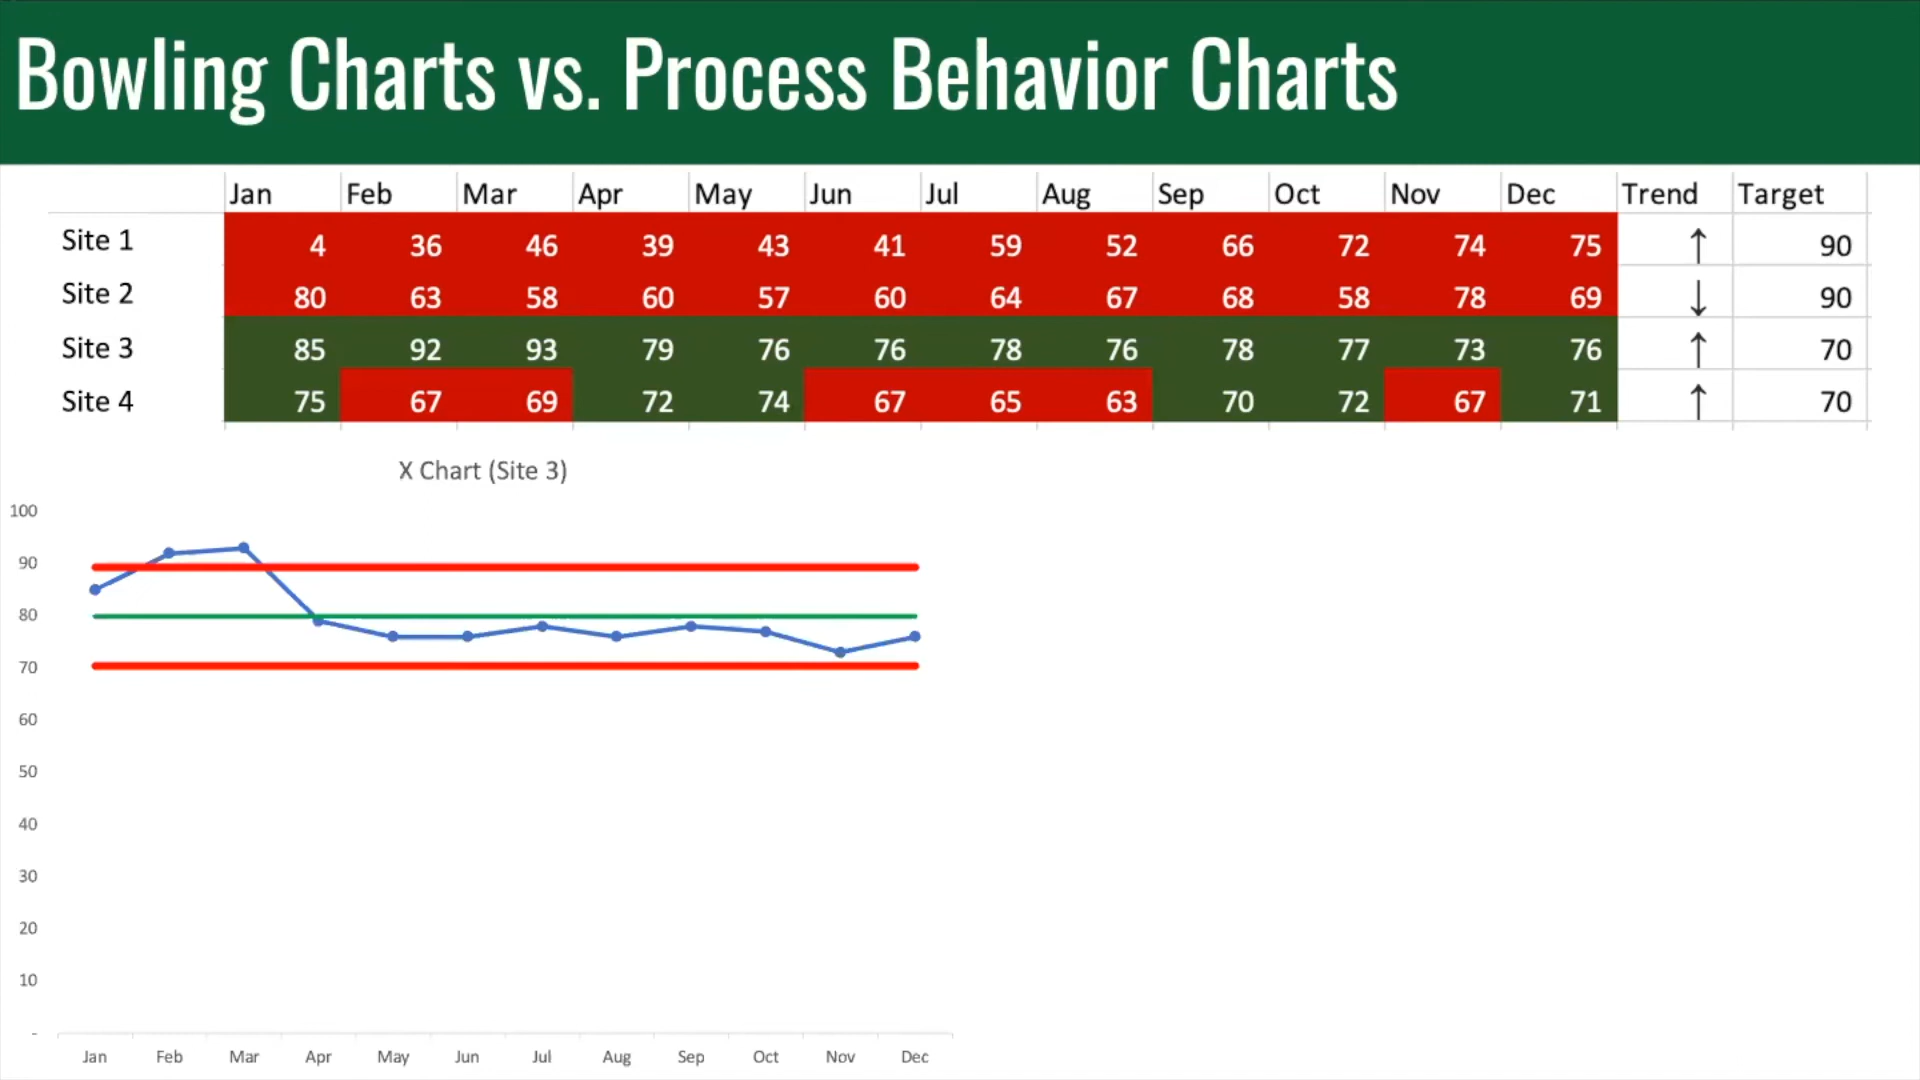 Bowling Charts vs. Process Behavior Charts
Jan Feb Mar Apr May Jun Jul Aug Sep Oct Nov Dec Trend Target
Site 1 4 36 46 39 43 41 59 52 66 72 74 75 ↑ 90
Site 2 80 63 58 60 57 60 64 67 68 58 78 69 ↓ 90
Site 3 85 92 93 79 76 76 78 76 78 77 73 76 ↑ 70
Site 4 75 67 69 72 74 67 65 63 70 72 67 71 ↑ 70
X Chart (Site 3)
100
90
80
70
60
50
40
30
20
10
-
Jan Feb Mar Apr May Jun Jul Aug Sep Oct Nov Dec